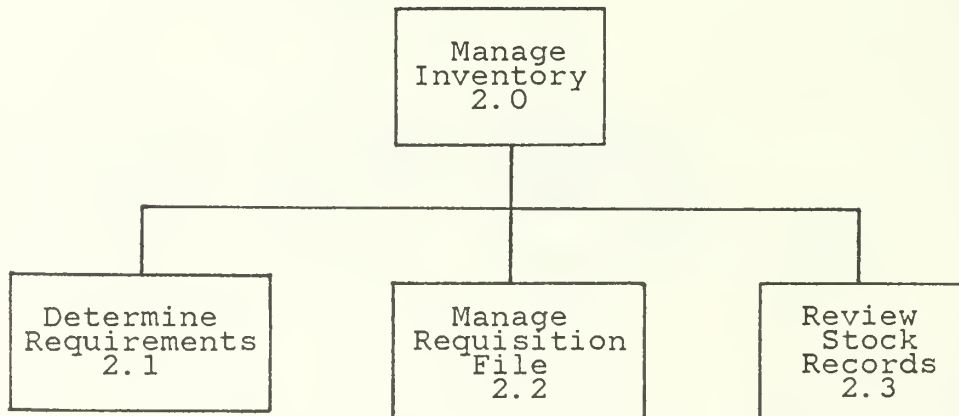 Manage
Inventory
2.0
Determine
Requirements
2.1
Manage
Requisition
File
2.2
Review
Stock
Records
2.3